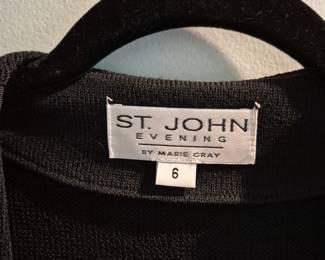 ST. JOHN
EVENING
BY MARIE GRAY
6